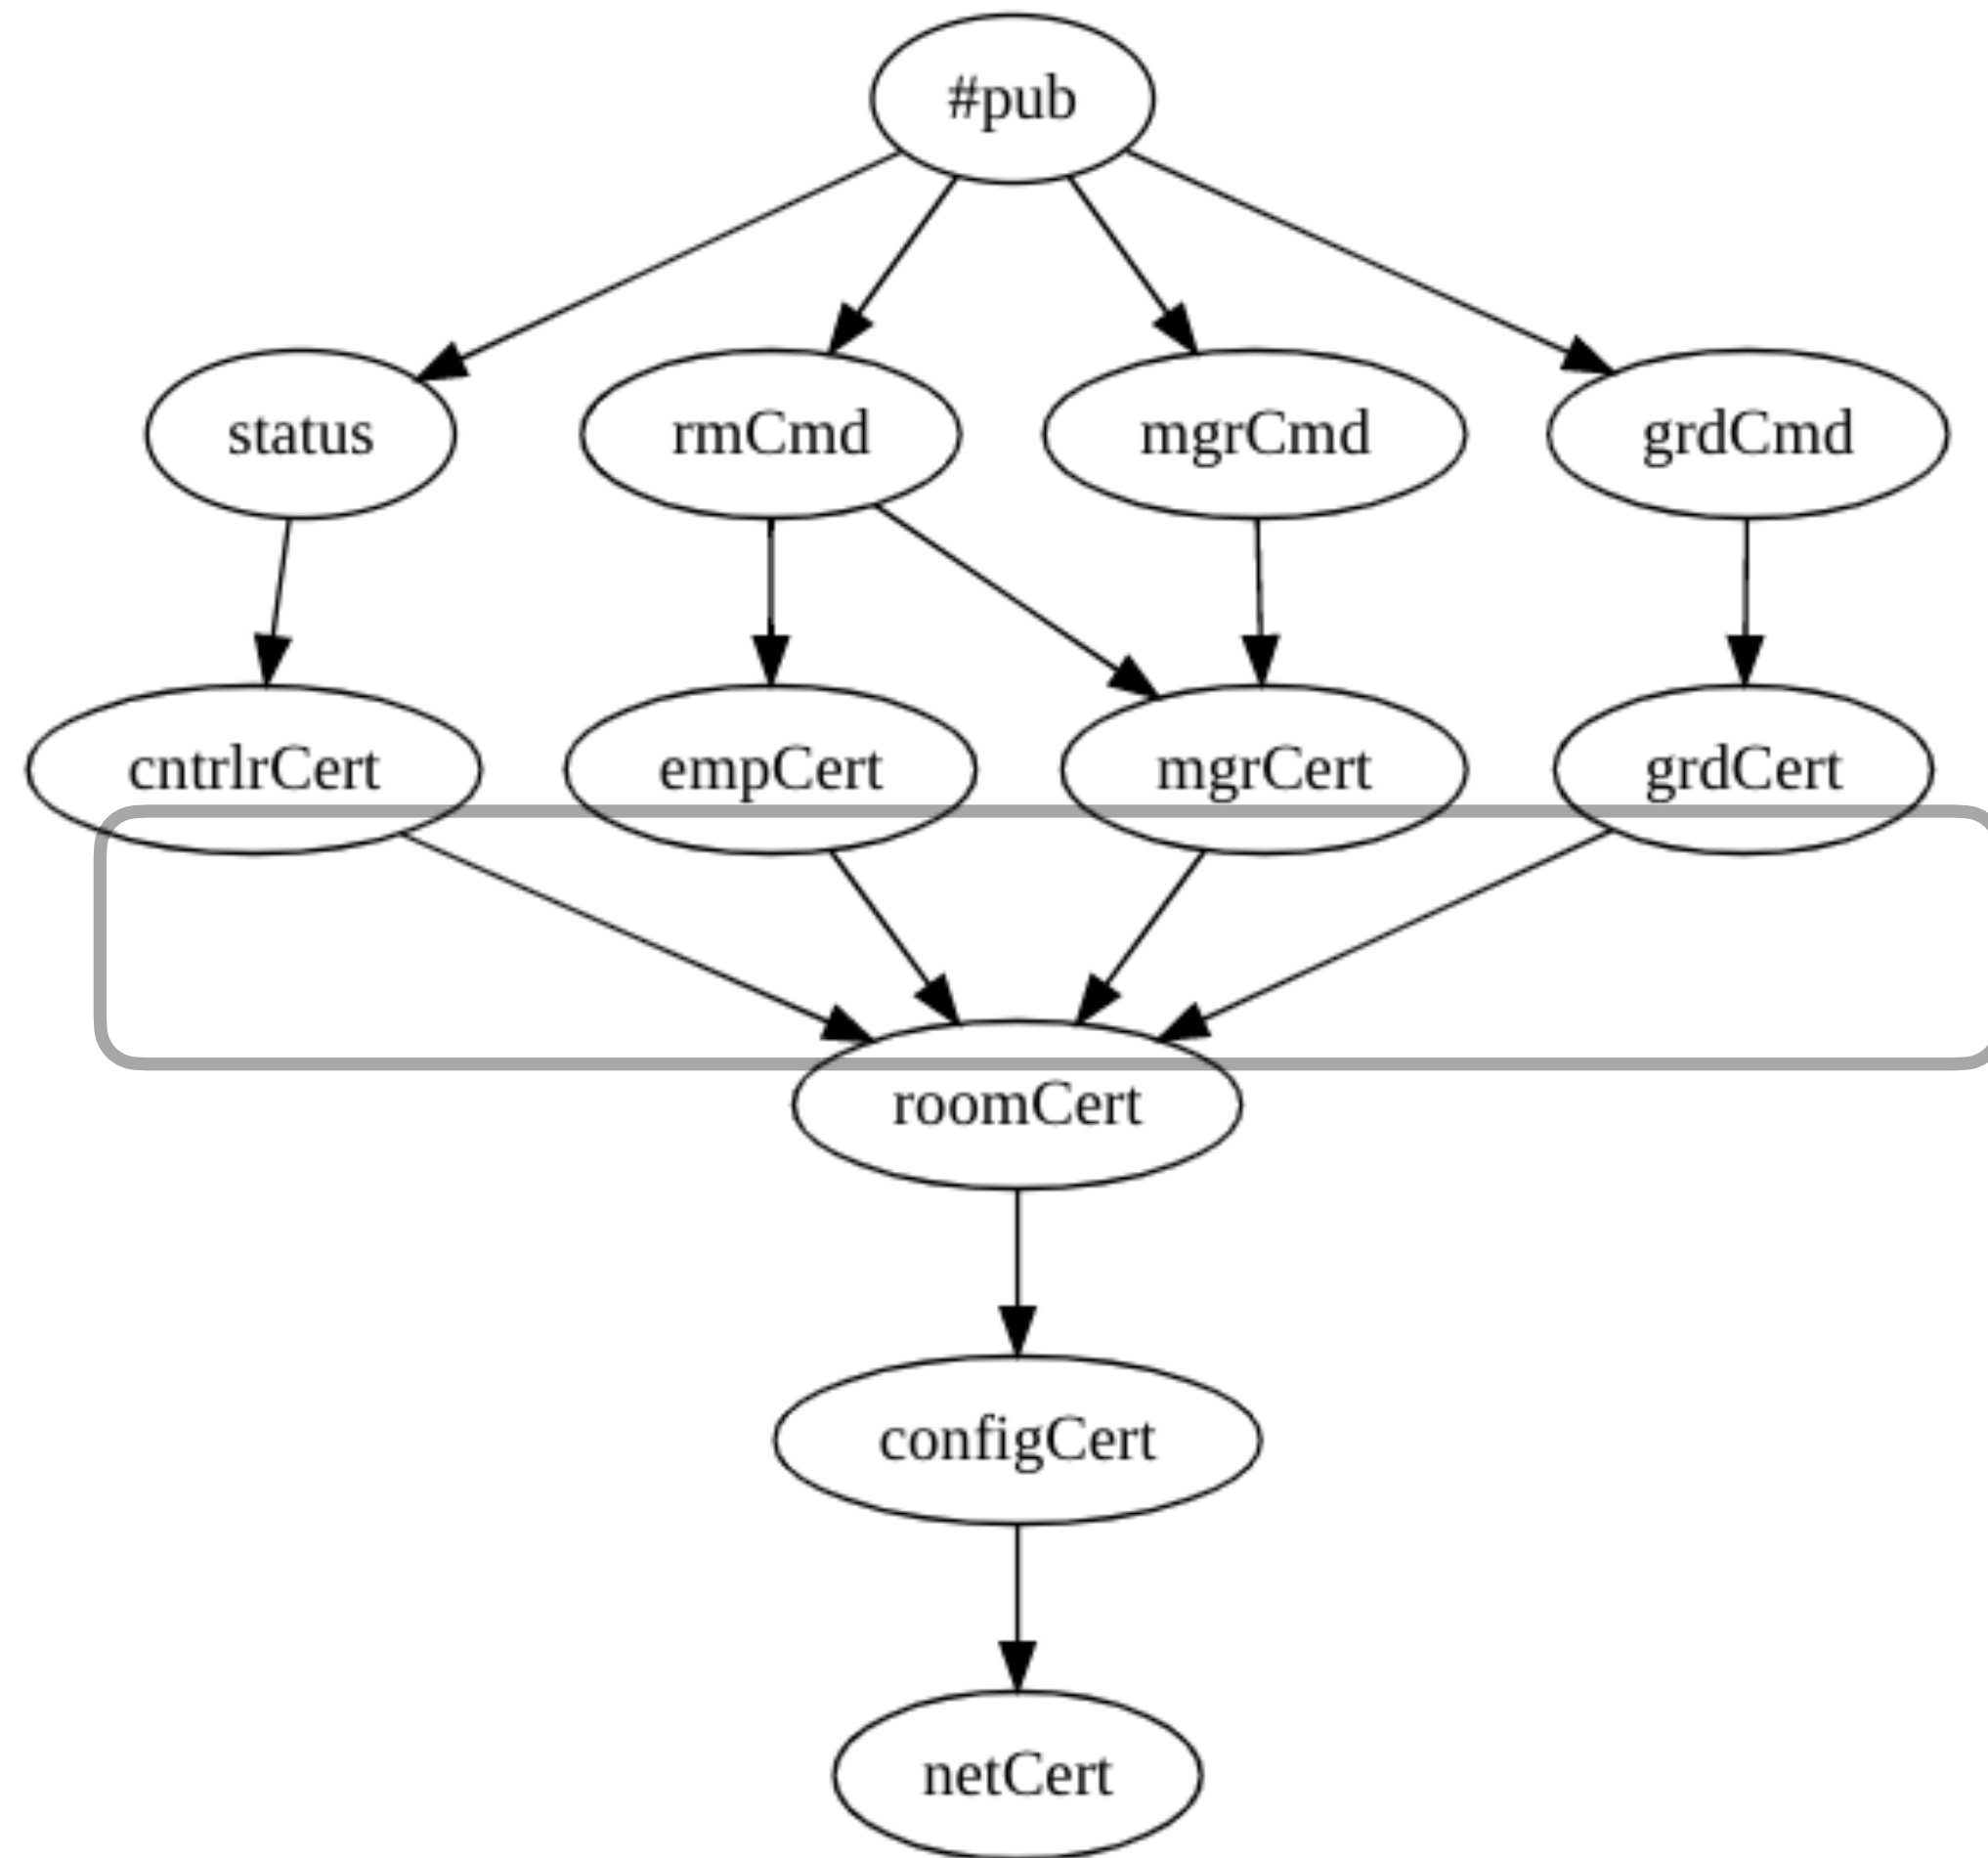 #pub
status rmCmd mgrCmd grdCmd
cntrlrCert empCert mgrCert grdCert
roomCert
configCert
netCert